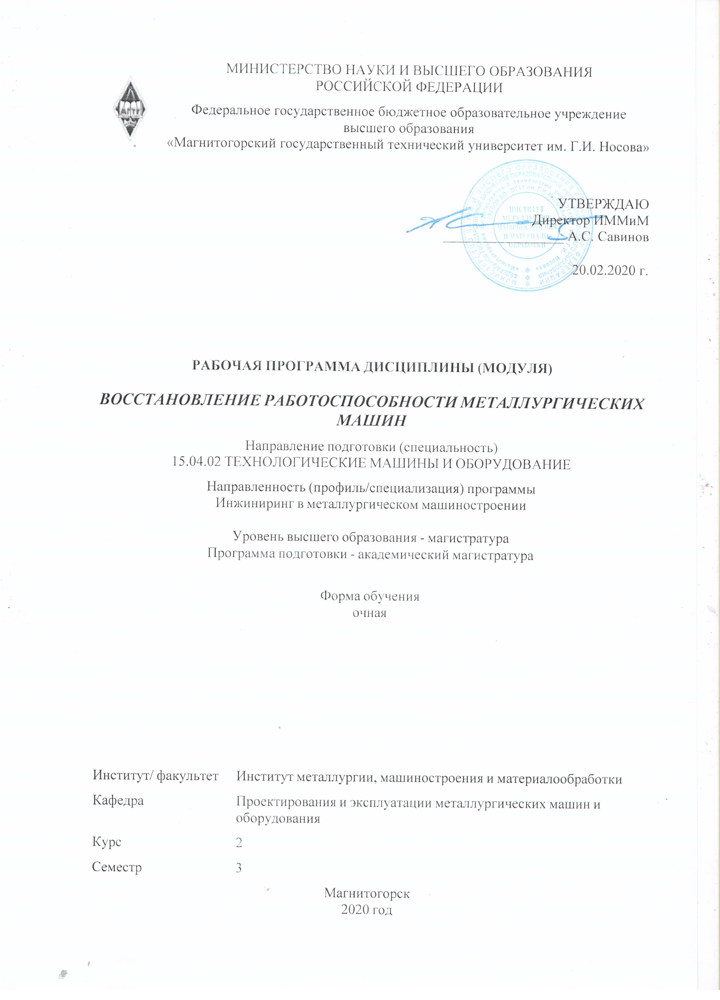 МИНИСТЕРСТВО НАУКИ И ВЫСШЕГО ОБРАЗОВАНИЯ
РОССИЙСКОЙ ФЕДЕРАЦИИ
Федеральное государственное бюджетное образовательное учреждение
высшего образования
«Магнитогорский государственный технический университет им. Г.И. Носова»
УТВЕРЖДАЮ
Директор ИММиМ
А.С. Савинов
20.02.2020 г.
ИНСТИТУТ
МЕТАЛЛУРГИИ
МАШИНОСТРОЕНИЯ
И МАТЕРИАЛО
ОБРАБОТКИ
РАБОЧАЯ ПРОГРАММА ДИСЦИПЛИНЫ (МОДУЛЯ)
ВОССТАНОВЛЕНИЕ РАБОТОСПОСОБНОСТИ МЕТАЛЛУРГИЧЕСКИХ
МАШИН
Направление подготовки (специальность)
15.04.02 ТЕХНОЛОГИЧЕСКИЕ МАШИНЫ И ОБОРУДОВАНИЕ
Направленность (профиль/специализация) программы
Инжиниринг в металлургическом машиностроении
Уровень высшего образования - магистратура
Программа подготовки - академический магистратура
Форма обучения
очная
Институт/ факультет Институт металлургии, машиностроения и материалообработки
Кафедра Проектирования и эксплуатации металлургических машин и
оборудования
Курс 2
Семестр 3
Магнитогорск
2020 год